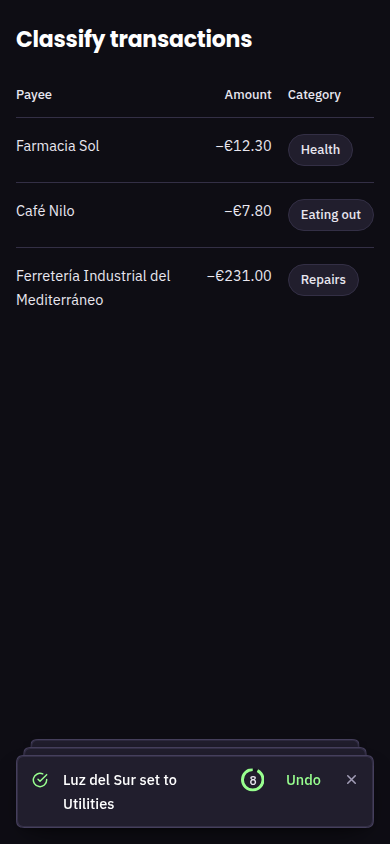 Classify transactions
Payee Amount Category
Farmacia Sol −€12.30 Health
Café Nilo −€7.80 Eating out
Ferretería Industrial del −€231.00 Repairs
Mediterráneo
Luz del Sur set to 8 Undo
Utilities